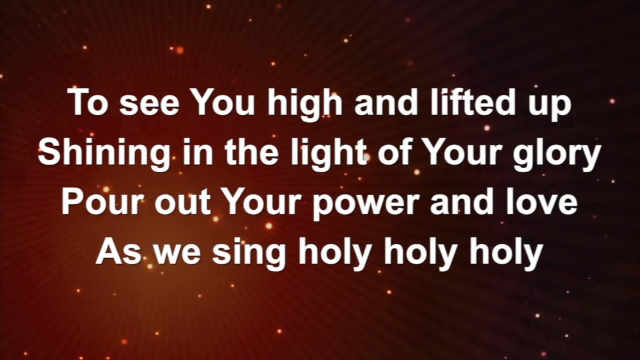 To see You high and lifted up
Shining in the light of Your glory
Pour out Your power and love
As we sing holy holy holy